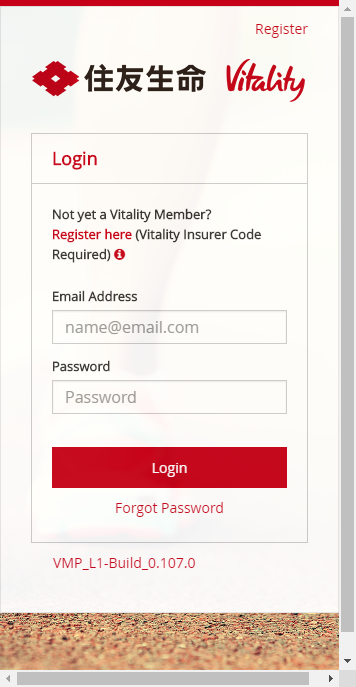 Register
住友生命 Vitality
Login
Not yet a Vitality Member?
Register here (Vitality Insurer Code
Required)
Email Address
name@email.com
Password
Password
Login
Forgot Password
VMP_L1-Build_0.107.0